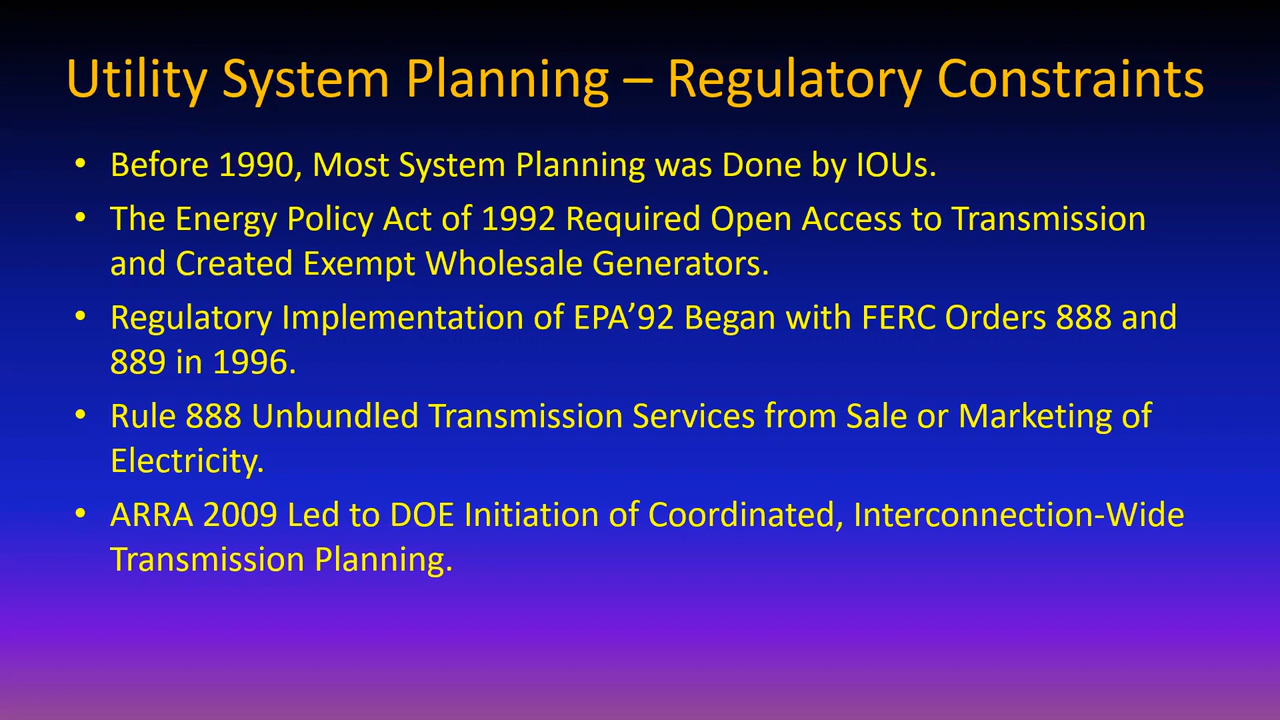 Utility System Planning – Regulatory Constraints
• Before 1990, Most System Planning was Done by IOUs.
• The Energy Policy Act of 1992 Required Open Access to Transmission
and Created Exempt Wholesale Generators.
• Regulatory Implementation of EPA’92 Began with FERC Orders 888 and
889 in 1996.
• Rule 888 Unbundled Transmission Services from Sale or Marketing of
Electricity.
• ARRA 2009 Led to DOE Initiation of Coordinated, Interconnection-Wide
Transmission Planning.